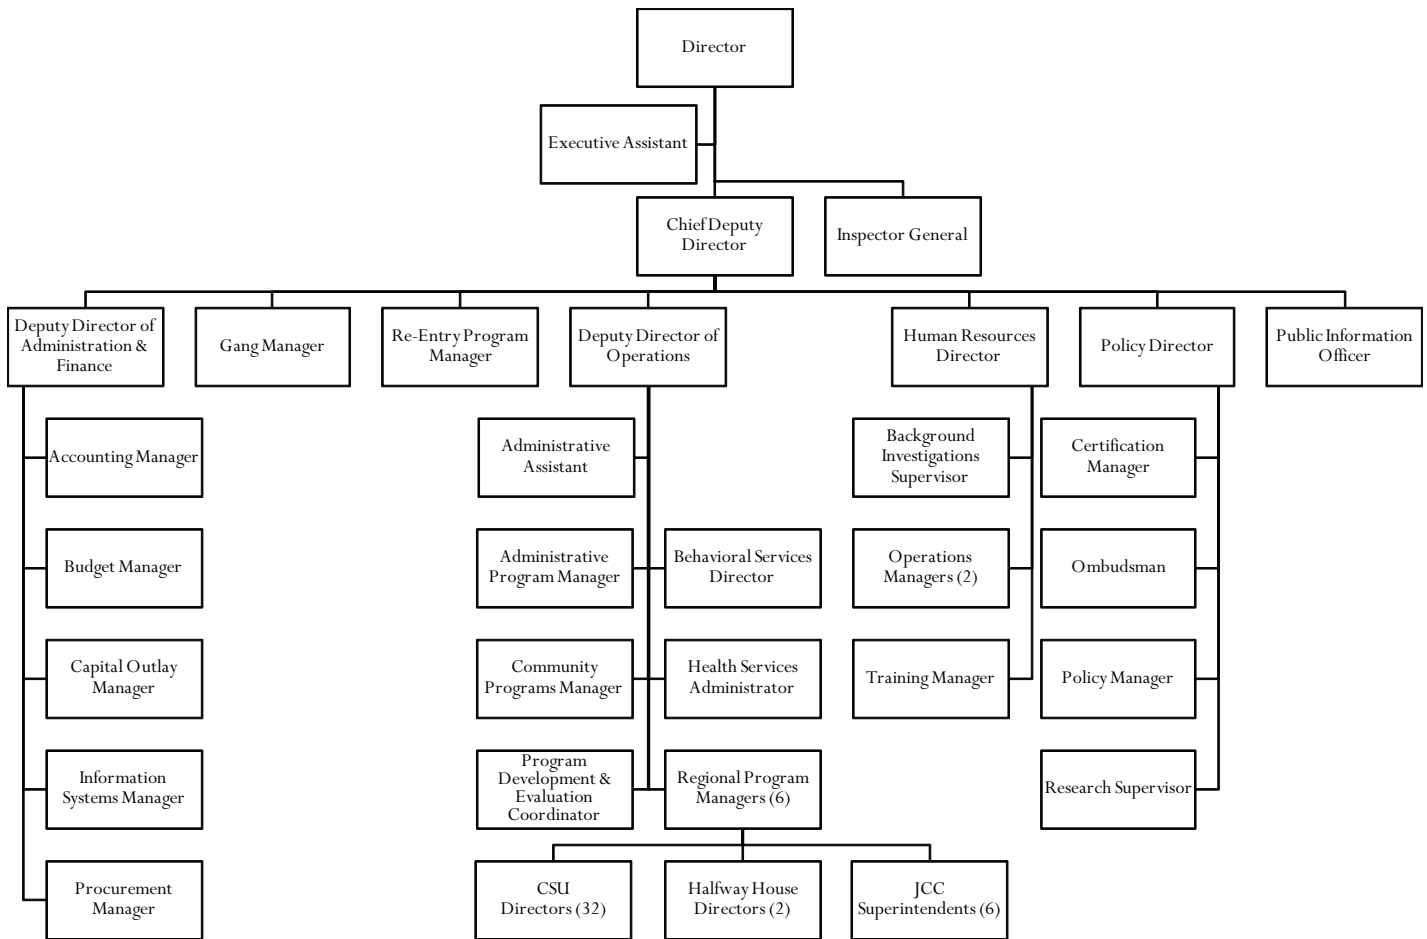 Director
Executive Assistant
Chief Deputy
Director
Inspector General
Deputy Director of
Administration &
Finance
Gang Manager
Re-Entry Program
Manager
Deputy Director of
Operations
Human Resources
Director
Policy Director
Public Information
Officer
Accounting Manager
Administrative
Assistant
Background
Investigations
Supervisor
Certification
Manager
Budget Manager
Administrative
Program Manager
Behavioral Services
Director
Operations
Managers (2)
Ombudsman
Capital Outlay
Manager
Community
Programs Manager
Health Services
Administrator
Training Manager
Policy Manager
Information
Systems Manager
Program
Development &
Evaluation
Coordinator
Regional Program
Managers (6)
Research Supervisor
Procurement
Manager
CSU
Directors (32)
Halfway House
Directors (2)
JCC
Superintendents (6)